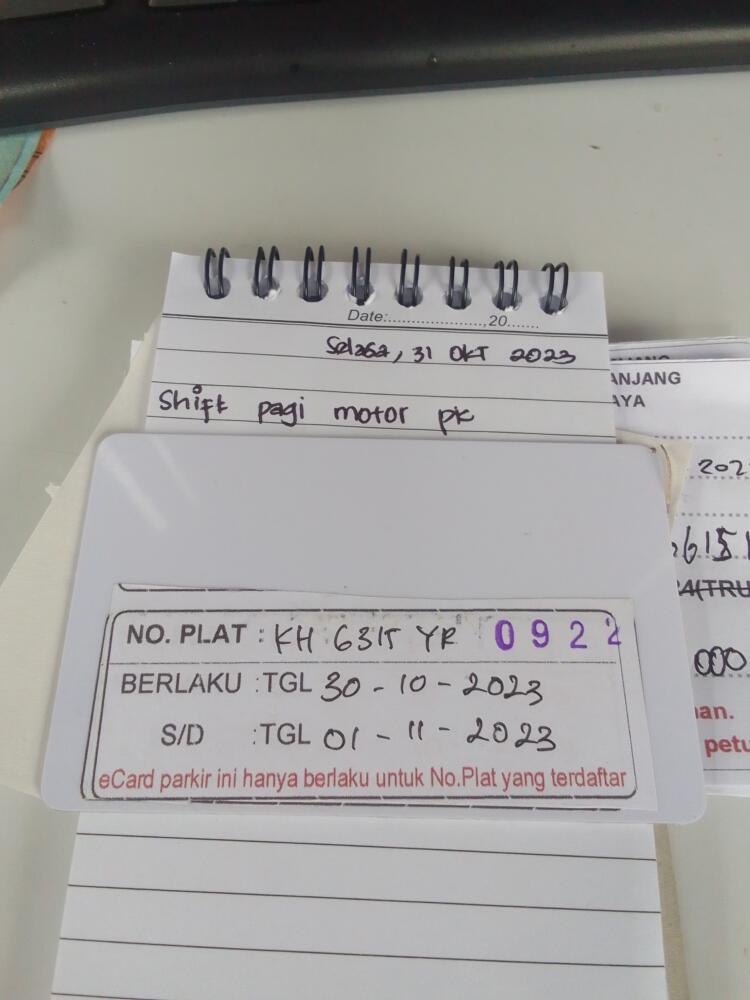 Date:....................,20.......
Selasa, 31 OKT 2023
Shift pagi motor pk
NO. PLAT : KH 6315 YR 0922
BERLAKU : TGL 30 - 10 - 2023
S/D : TGL 01 - 11 - 2023
eCard parkir ini hanya berlaku untuk No.Plat yang terdaftar
ANJANG
AYA
202
6151
A(TRU
000
an.
petu